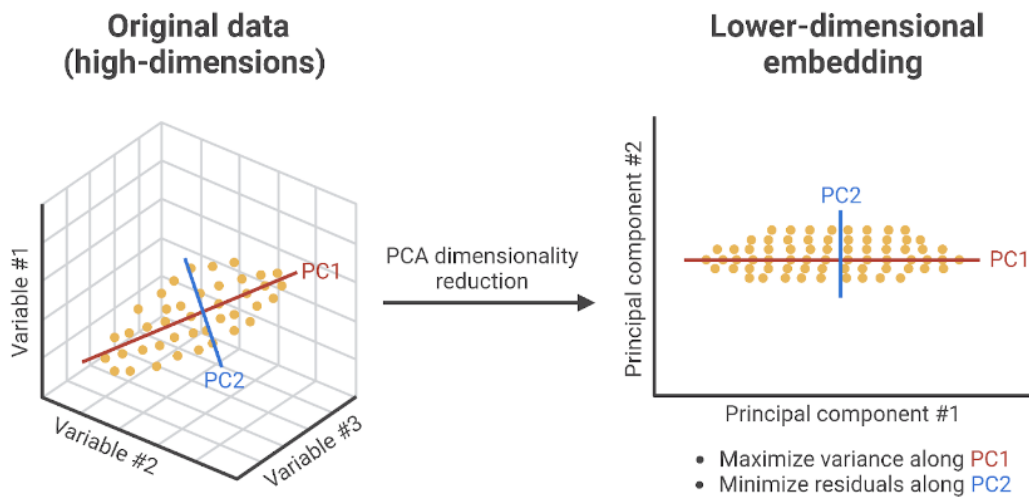 Original data
(high-dimensions)
Variable #1
Variable #2
Variable #3
PC1
PC2
PCA dimensionality
reduction
Lower-dimensional
embedding
Principal component #2
PC2
PC1
Principal component #1
• Maximize variance along PC1
• Minimize residuals along PC2